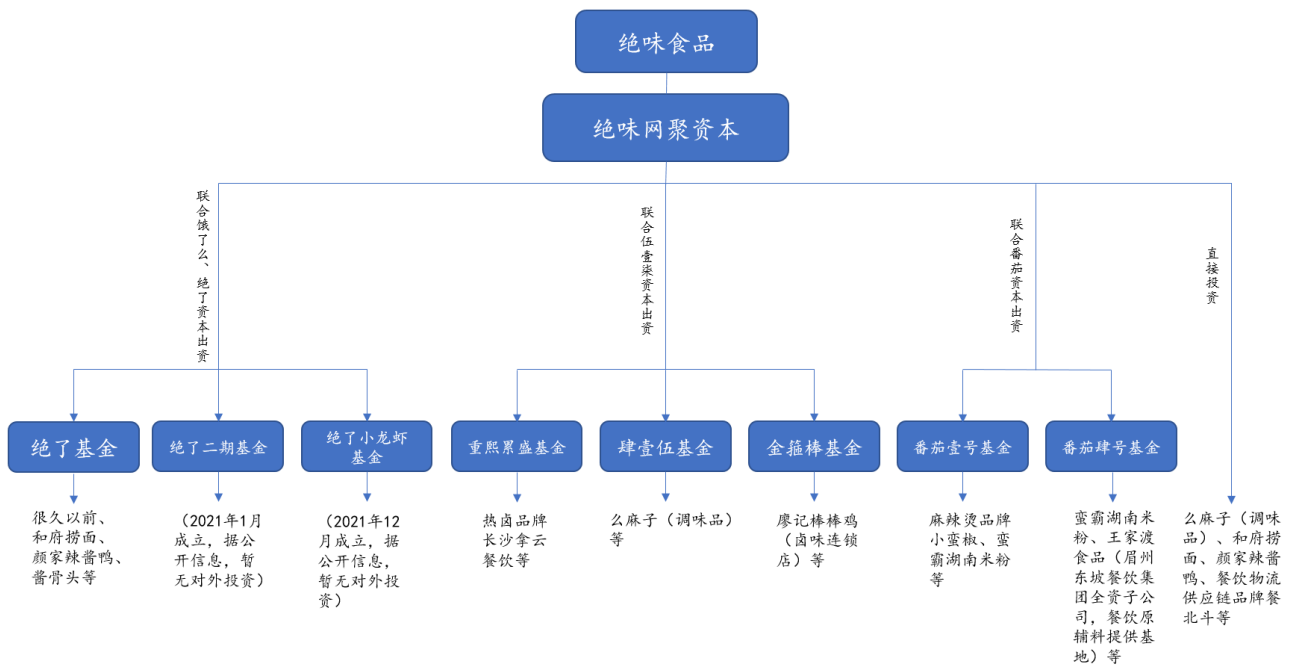 绝味食品
绝味网聚资本
联合饿了么、绝了资本出资
联合伍壹柒资本出资
联合番茄资本出资
直接投资
绝了基金
绝了二期基金
绝了小龙虾
基金
重熙累盛基金
肆壹伍基金
金箍棒基金
番茄壹号基金
番茄肆号基金
很久以前、
和府捞面、
颜家辣酱鸭、
酱骨头等
（2021年1月
成立，据公
开信息，暂
无对外投资）
（2021年12
月成立，据
公开信息，
暂无对外投
资）
热卤品牌
长沙拿云
餐饮等
么麻子（调味品）
等
廖记棒棒鸡
（卤味连锁
店）等
麻辣烫品牌
小蛮椒、蛮
霸湖南米粉
等
蛮霸湖南米
粉、王家渡
食品（眉州
东坡餐饮集
团全资子公
司，餐饮原
辅料提供基
地）等
么麻子（调味
品）、和府捞
面、颜家辣酱
鸭、餐饮物流
供应链品牌餐
北斗等